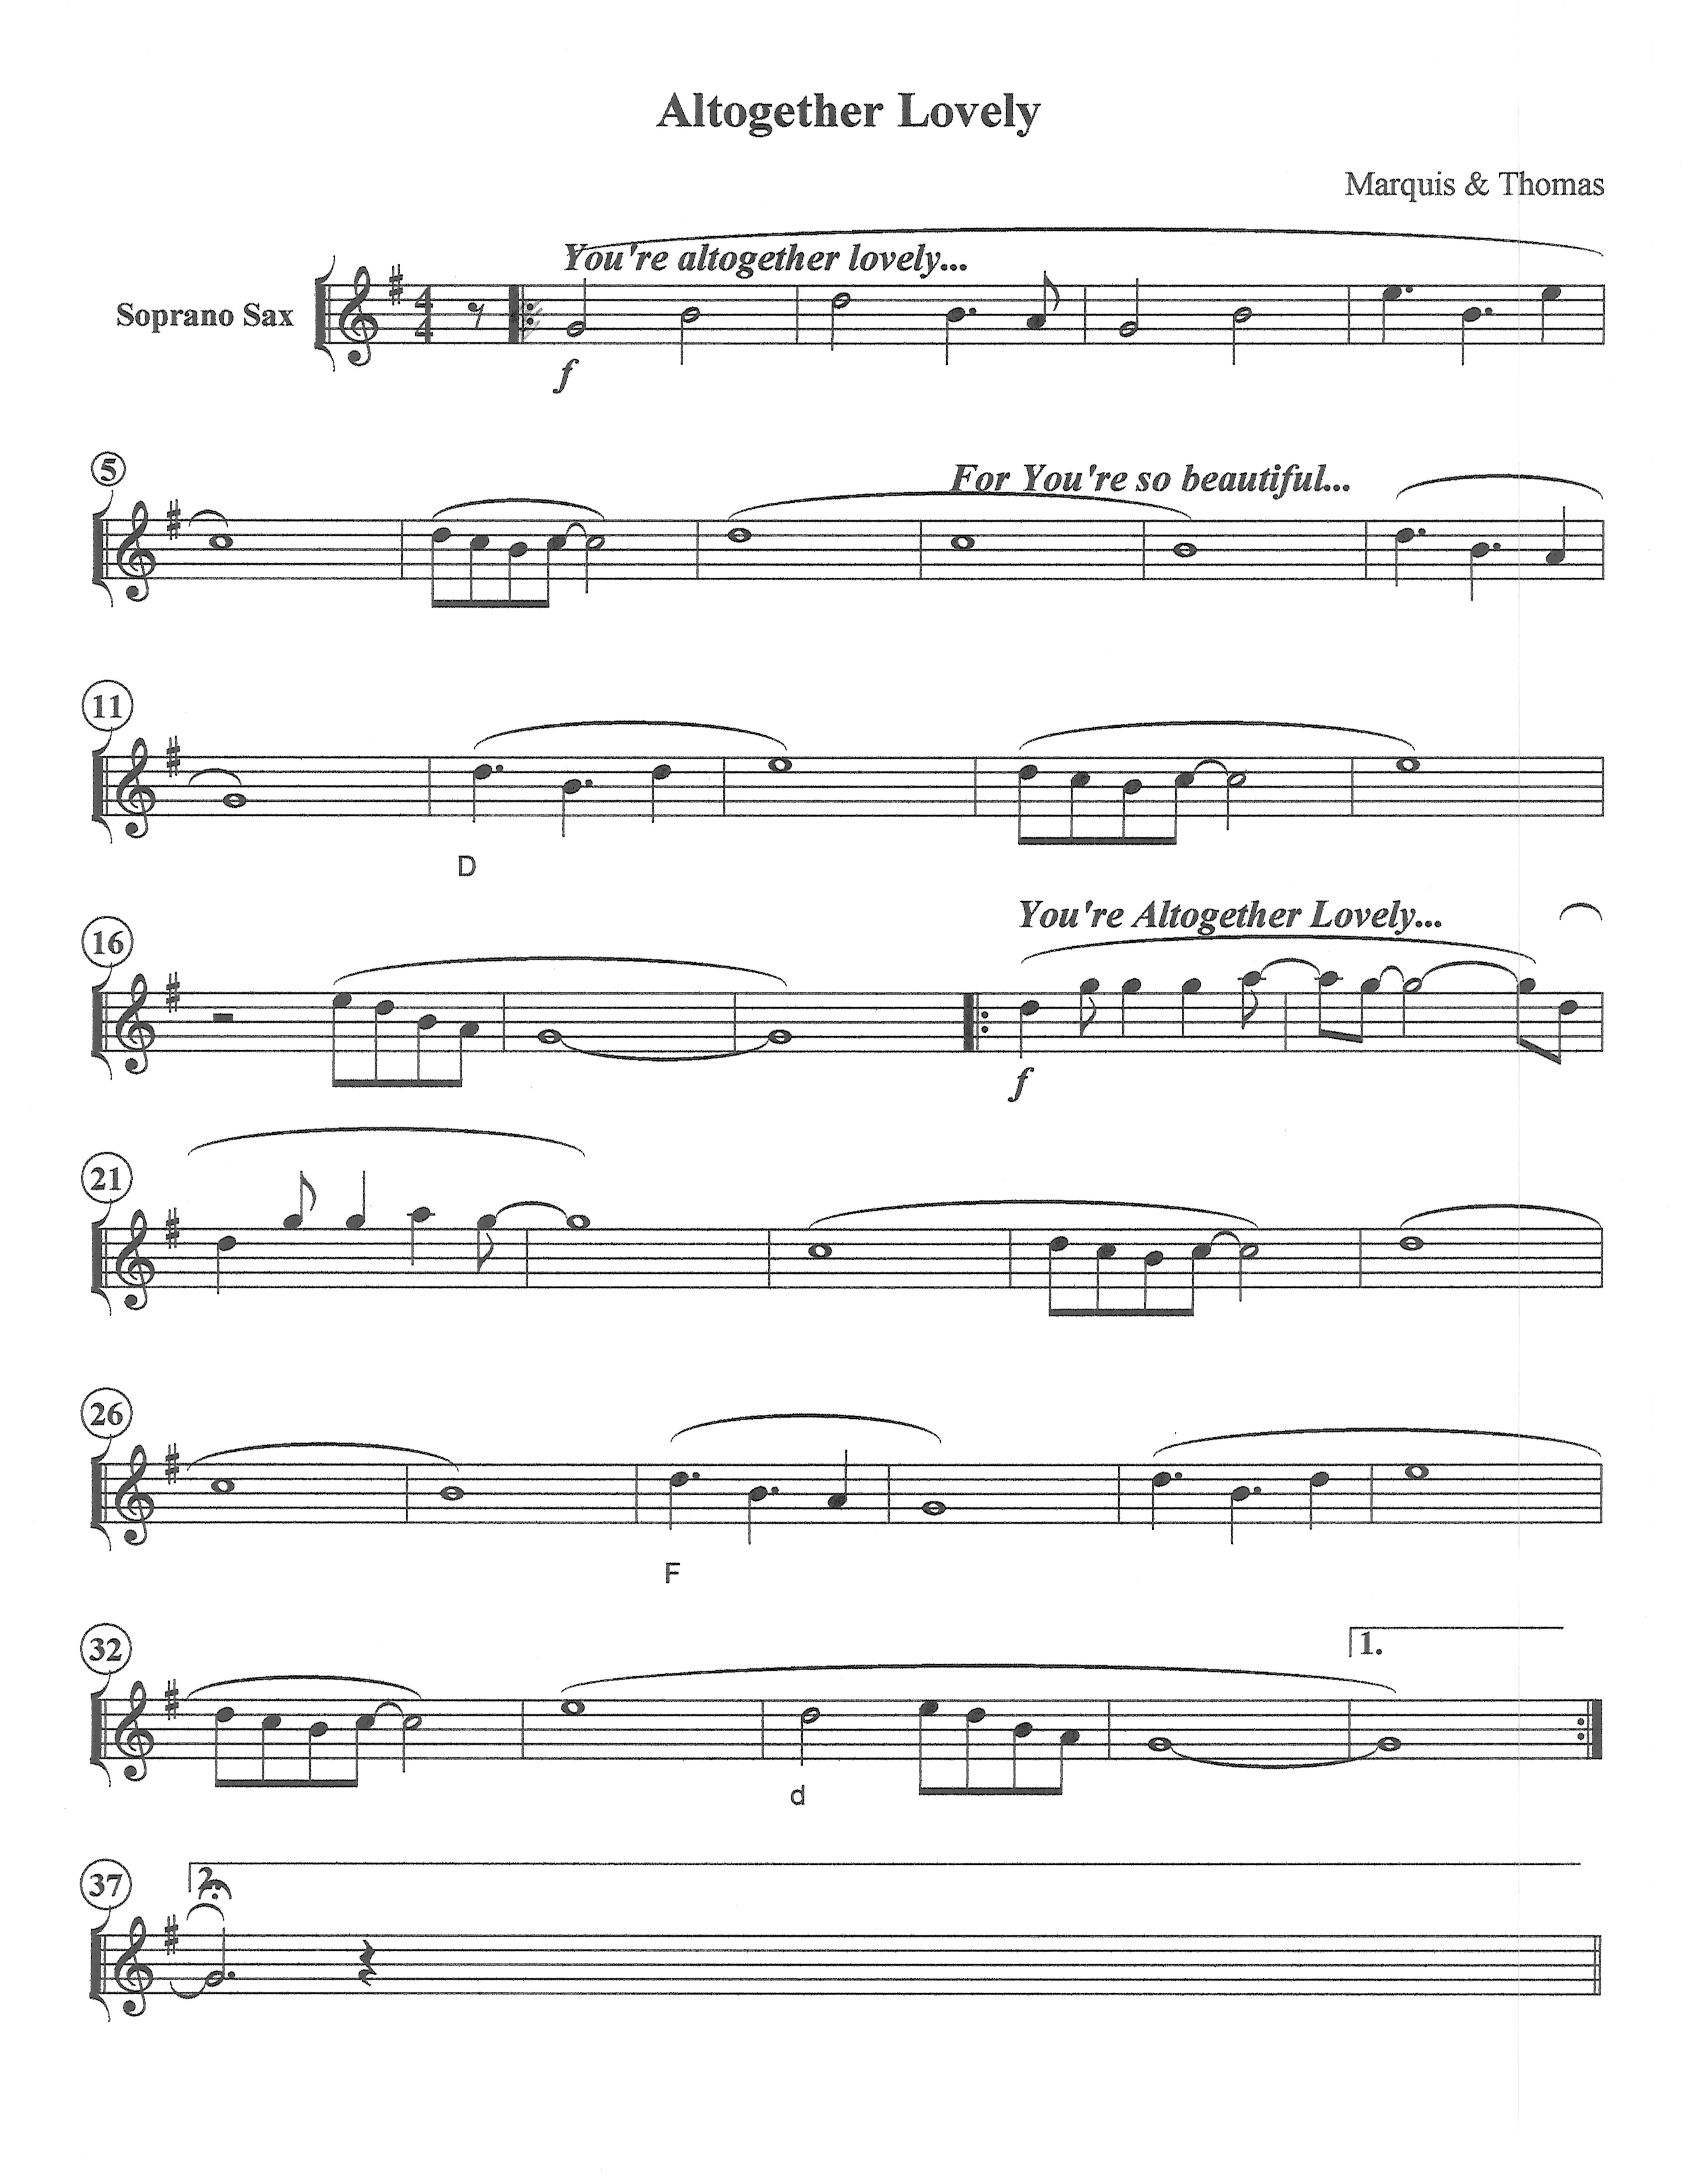 Altogether Lovely
Marquis & Thomas
You're altogether lovely...
Soprano Sax
4
4
f
5
For You're so beautiful...
11
D
16
You're Altogether Lovely...
f
21
26
F
32
1.
d
37
2.